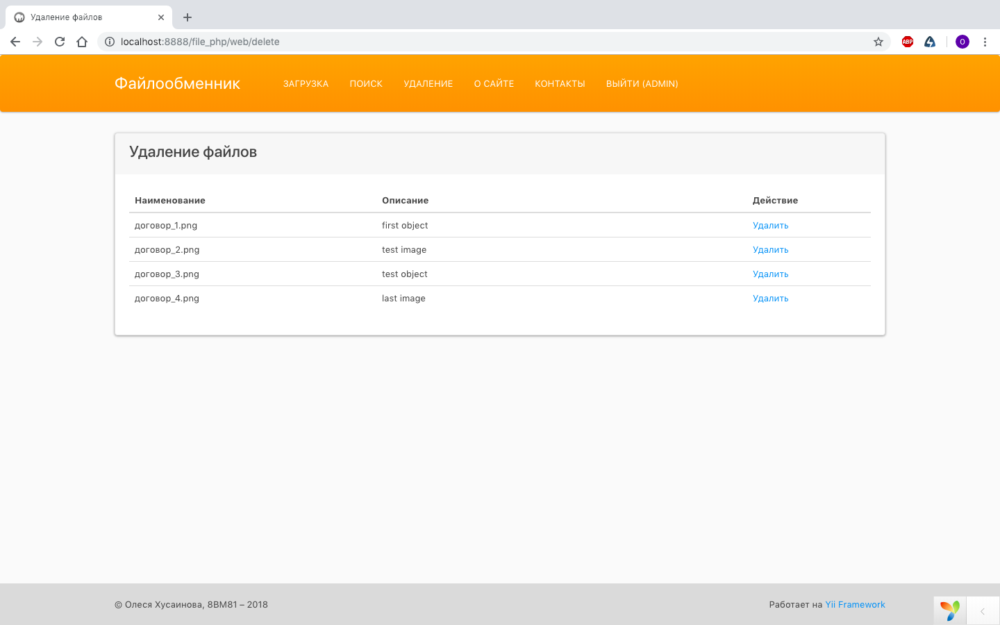 Удаление файлов
localhost:8888/file_php/web/delete
ABP
O
Файлообменник ЗАГРУЗКА ПОИСК УДАЛЕНИЕ О САЙТЕ КОНТАКТЫ ВЫЙТИ (ADMIN)
Удаление файлов
Наименование Описание Действие
договор_1.png first object Удалить
договор_2.png test image Удалить
договор_3.png test object Удалить
договор_4.png last image Удалить
© Олеся Хусаинова, 8ВМ81 – 2018 Работает на Yii Framework